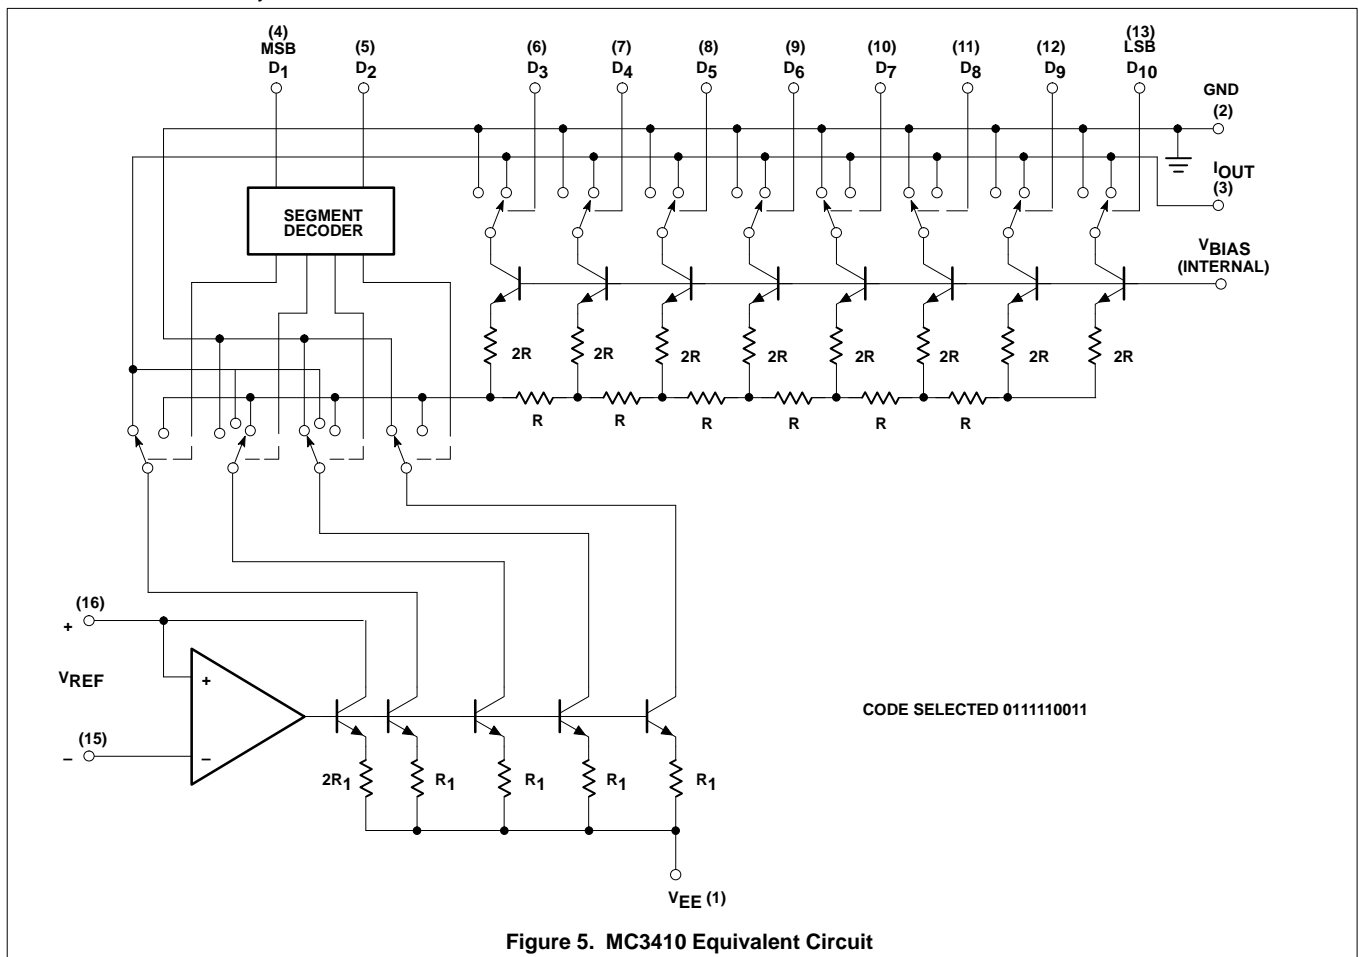 (4) (5) (6) (7) (8) (9) (10) (11) (12) (13)
MSB LSB
D1 D2 D3 D4 D5 D6 D7 D8 D9 D10
GND
(2)
IOUT
(3)
SEGMENT
DECODER
VBIAS
(INTERNAL)
2R 2R 2R 2R 2R 2R 2R 2R
R R R R R R
(16)
+
VREF
+
CODE SELECTED 0111110011
(15)
– –
2R1 R1 R1 R1 R1
VEE (1)
Figure 5. MC3410 Equivalent Circuit